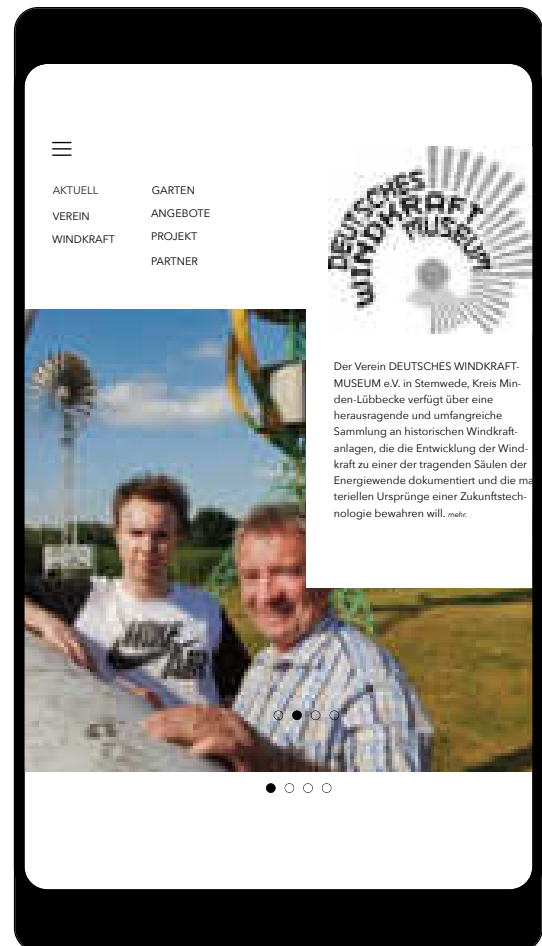 AKTUELL
VEREIN
WINDKRAFT
GARTEN
ANGEBOTE
PROJEKT
PARTNER
DEUTSCHES
WINDKRAFT
MUSEUM
Der Verein DEUTSCHES WINDKRAFT-
MUSEUM e.V. in Stemwede, Kreis Min-
den-Lübbecke verfügt über eine
herausragende und umfangreiche
Sammlung an historischen Windkraft-
anlagen, die die Entwicklung der Wind-
kraft zu einer der tragenden Säulen der
Energiewende dokumentiert und die ma
teriellen Ursprünge einer Zukunftstech-
nologie bewahren will. mehr.
NIKE
AIR